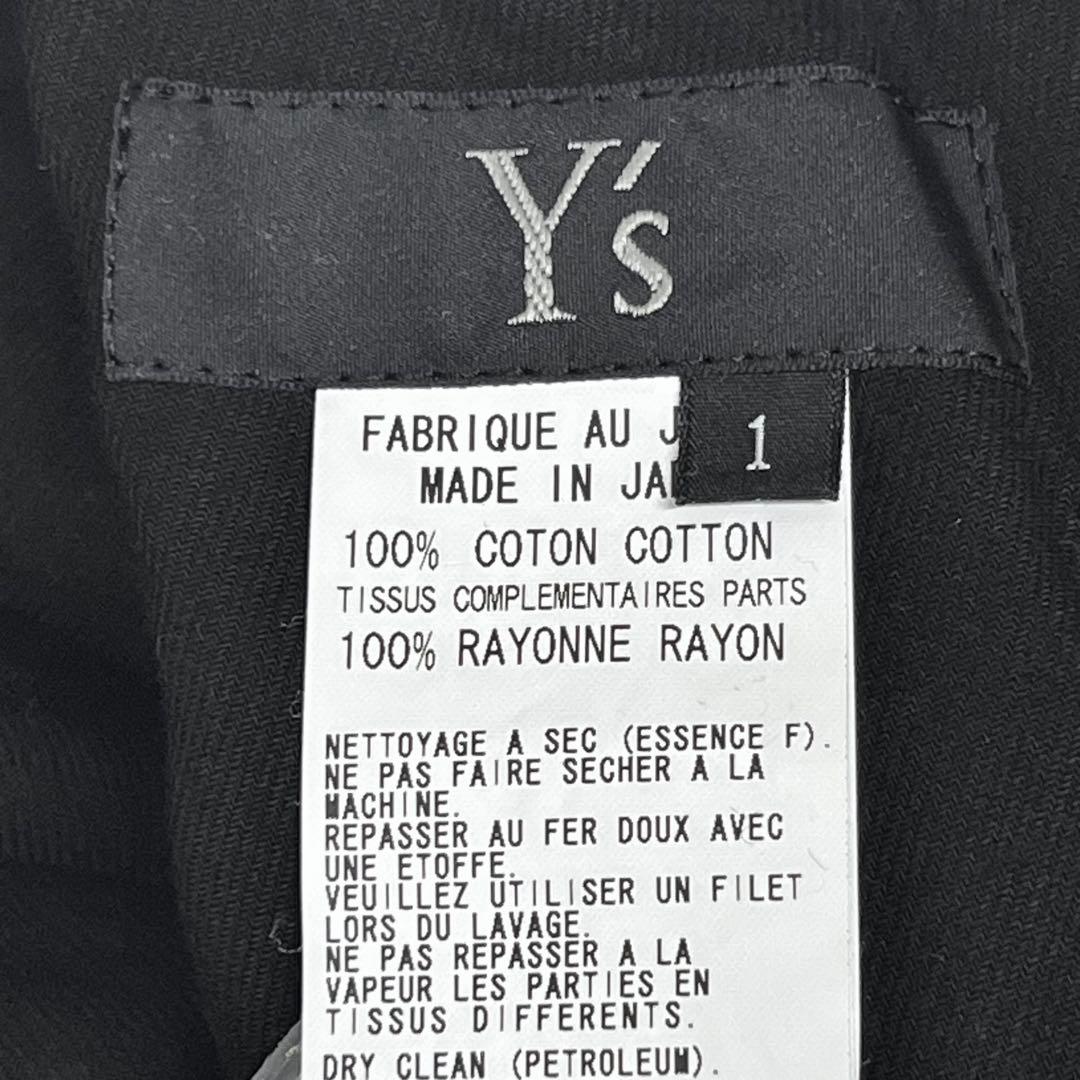 Y's
1
FABRIQUE AU
MADE IN
100% COTON COTTON
TISSUS COMPLEMENTAIRES PARTS
100% RAYONNE RAYON
NETTOYAGE A SEC (ESSENCE F).
NE PAS FAIRE SECHER A LA
MACHINE.
REPASSER AU FER DOUX AVEC
UNE ETOFFE.
VEUILLEZ UTILISER UN FILET
LORS DU LAVAGE.
NE PAS REPASSER A LA
VAPEUR LES PARTIES EN
TISSUS DIFFERENTS.
DRY CLEAN (PETROLEUM).